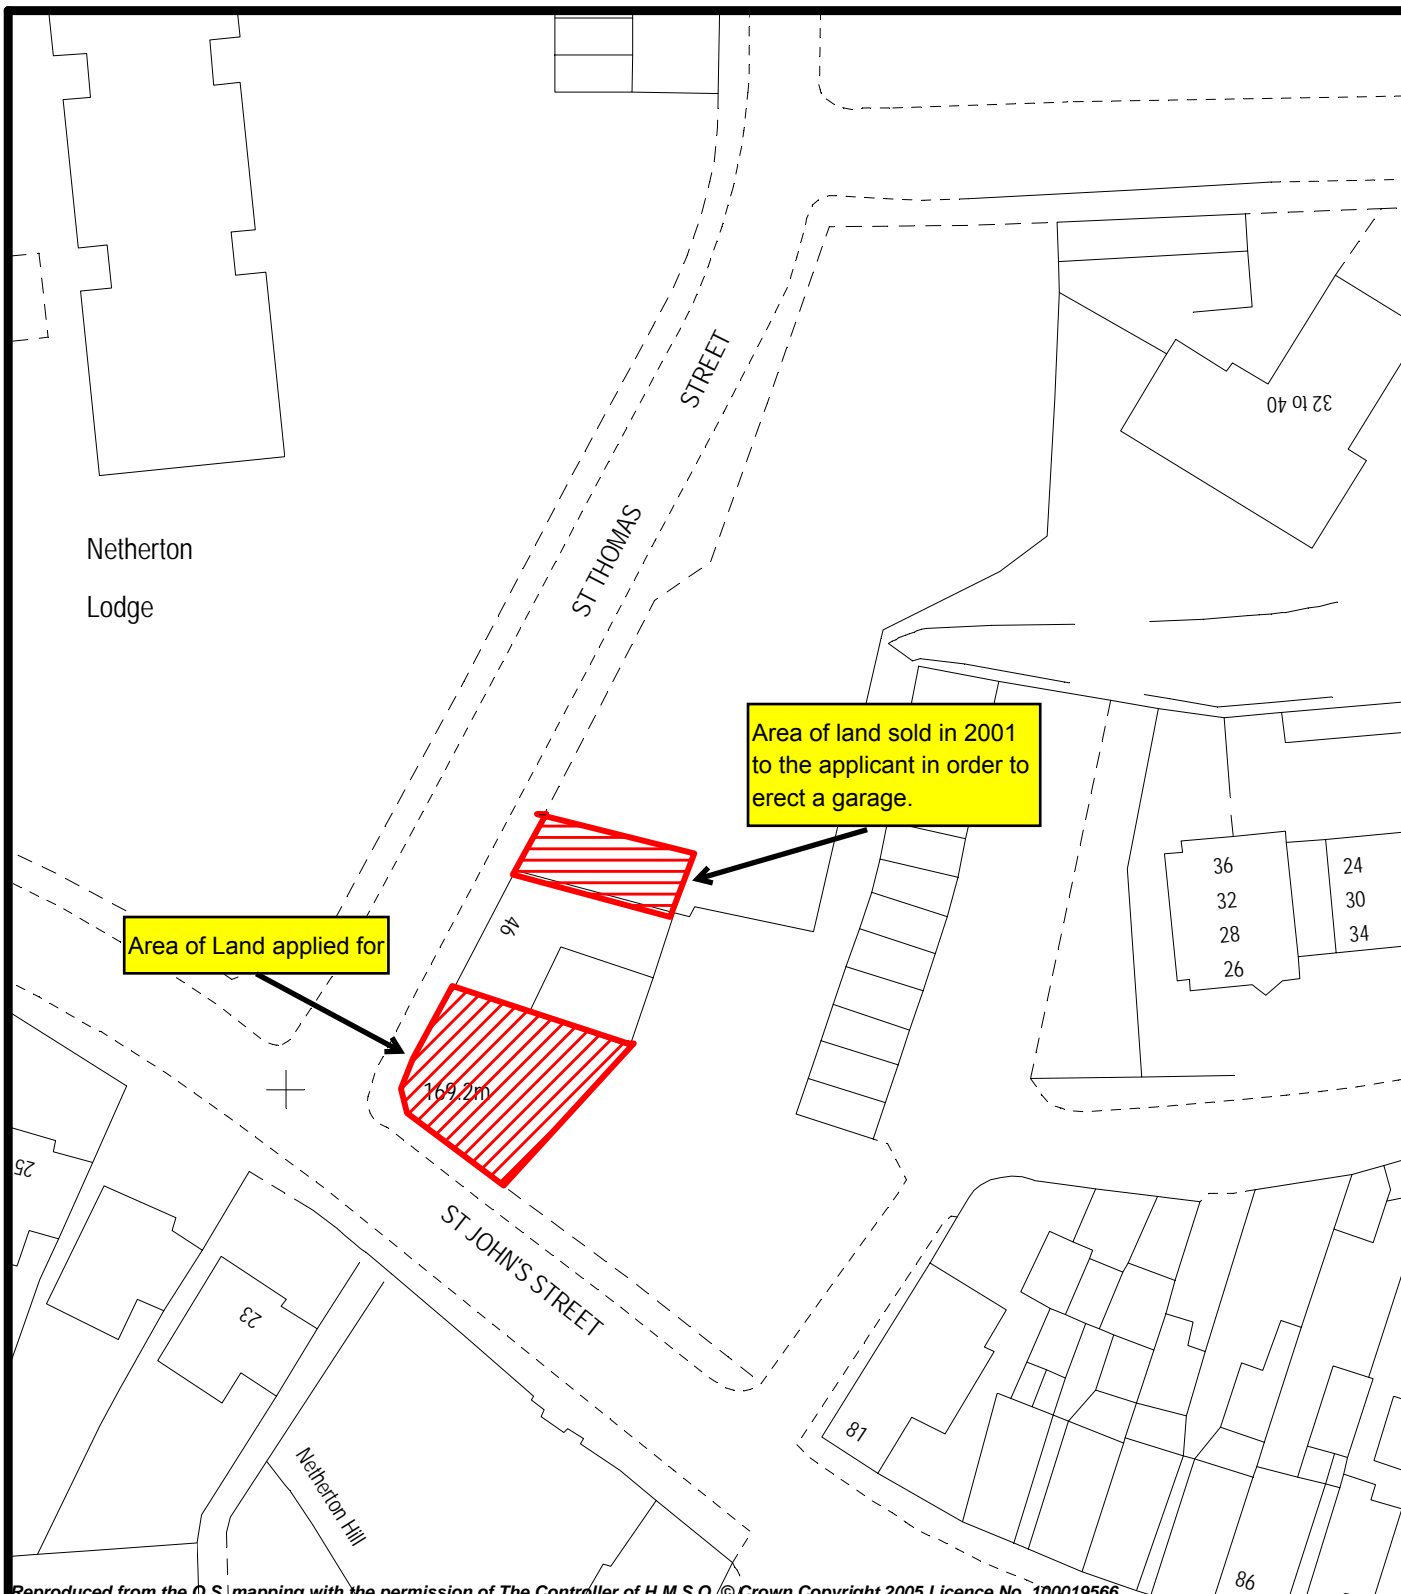 STREET
ST THOMAS
32 to 40
Netherton
Lodge
Area of land sold in 2001
to the applicant in order to
erect a garage.
36
32
28
26
24
30
34
46
Area of Land applied for
169.2m
25
ST JOHN'S STREET
23
81
Netherton Hill
86
Reproduced from the O.S. mapping with the permission of The Controller of H.M.S.O. © Crown Copyright 2005 Licence No. 100019566